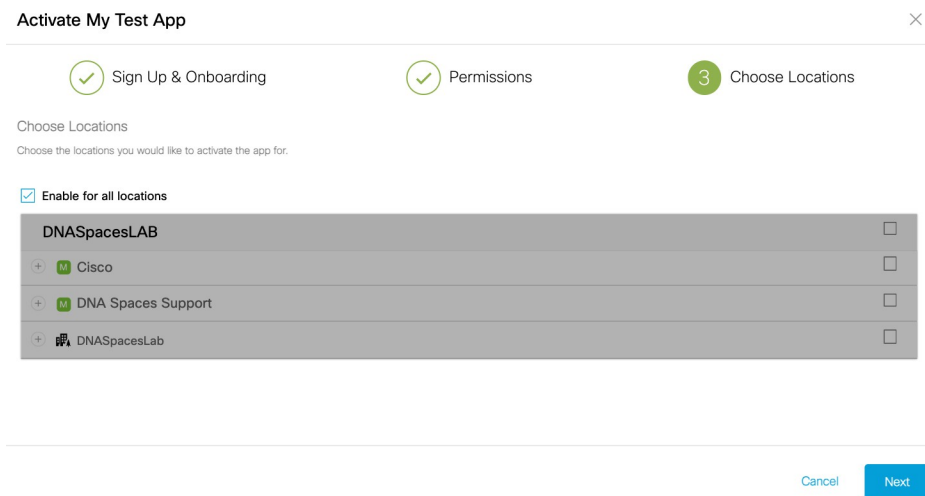 Activate My Test App
Sign Up & Onboarding
Permissions
3 Choose Locations
Choose Locations
Choose the locations you would like to activate the app for.
Enable for all locations
DNASpacesLAB
M Cisco
M DNA Spaces Support
DNASpacesLab
Cancel Next